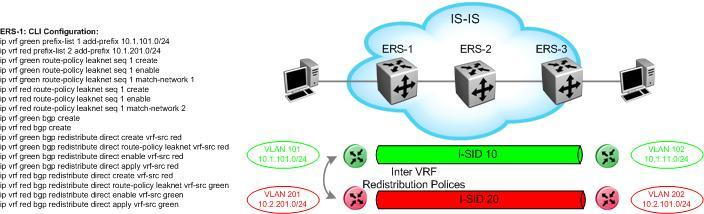 ERS-1: CLI Configuration:
ip vrf green prefix-list 1 add-prefix 10.1.101.0/24
ip vrf red prefix-list 2 add-prefix 10.1.201.0/24
ip vrf green route-policy leaknet seq 1 create
ip vrf green route-policy leaknet seq 1 enable
ip vrf green route-policy leaknet seq 1 match-network 1
ip vrf red route-policy leaknet seq 1 create
ip vrf red route-policy leaknet seq 1 enable
ip vrf red route-policy leaknet seq 1 match-network 2
ip vrf green bgp create
ip vrf red bgp create
ip vrf green bgp redistribute direct create vrf-src red
ip vrf green bgp redistribute direct route-policy leaknet vrf-src red
ip vrf green bgp redistribute direct enable vrf-src red
ip vrf green bgp redistribute direct apply vrf-src red
ip vrf red bgp redistribute direct create vrf-src green
ip vrf red bgp redistribute direct route-policy leaknet vrf-src green
ip vrf red bgp redistribute direct enable vrf-src green
ip vrf red bgp redistribute direct apply vrf-src green
IS-IS
ERS-1
ERS-2
ERS-3
VLAN 101
10.1.101.0/24
I-SID 10
VLAN 102
10.1.11.0/24
Inter VRF
Redistribution Polices
VLAN 201
10.2.201.0/24
I-SID 20
VLAN 202
10.2.101.0/24